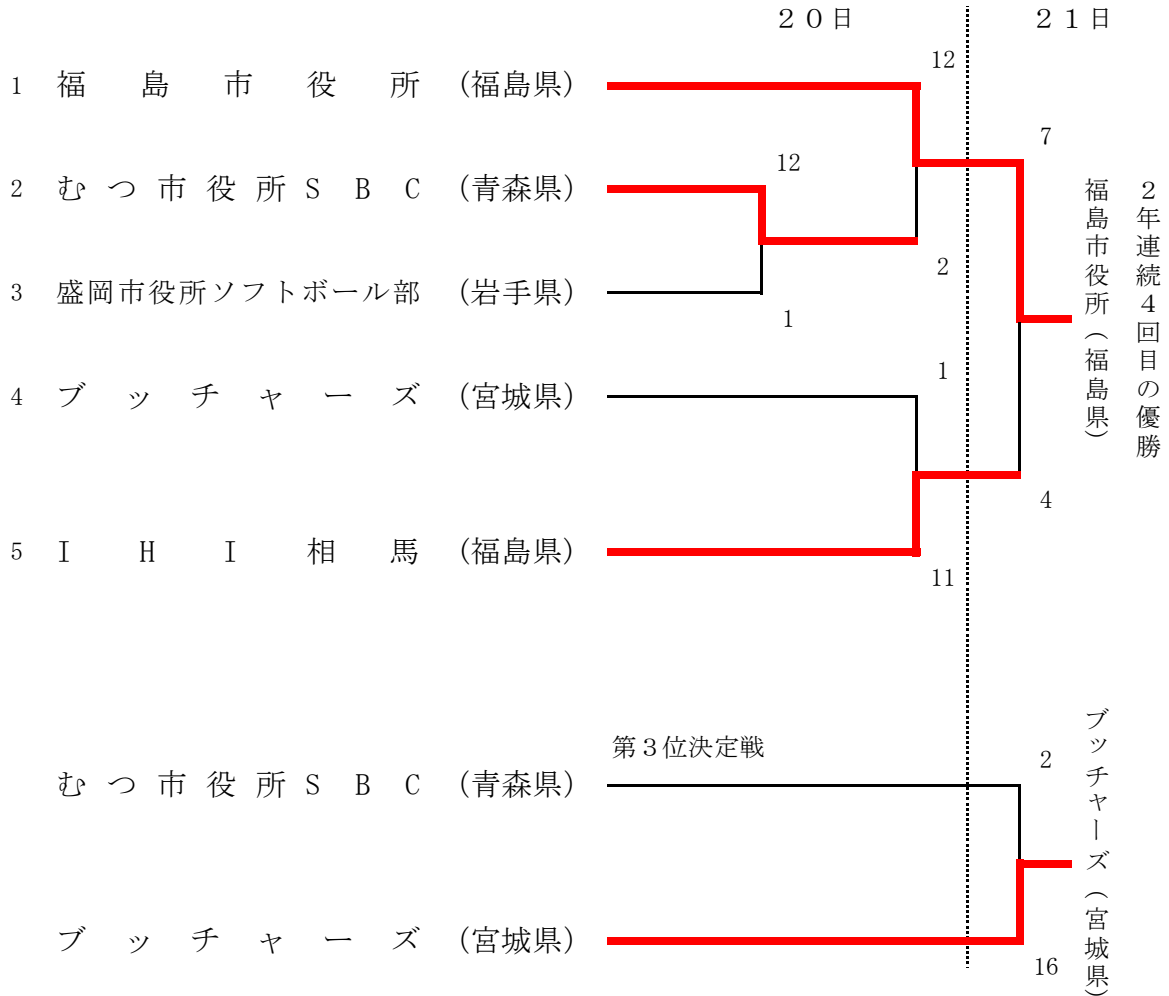 ２０日
２１日
12
1 福島市役所 (福島県)
7
12
2 むつ市役所ＳＢＣ (青森県)
2
3 盛岡市役所ソフトボール部 (岩手県)
1
1
4 ブッチャーズ (宮城県)
4
5 ＩＨＩ相馬 (福島県)
11
福島市役所(福島県)
２年連続４回目の優勝
第３位決定戦
2
むつ市役所ＳＢＣ (青森県)
ブッチャーズ (宮城県)
16
ブッチャーズ(宮城県)